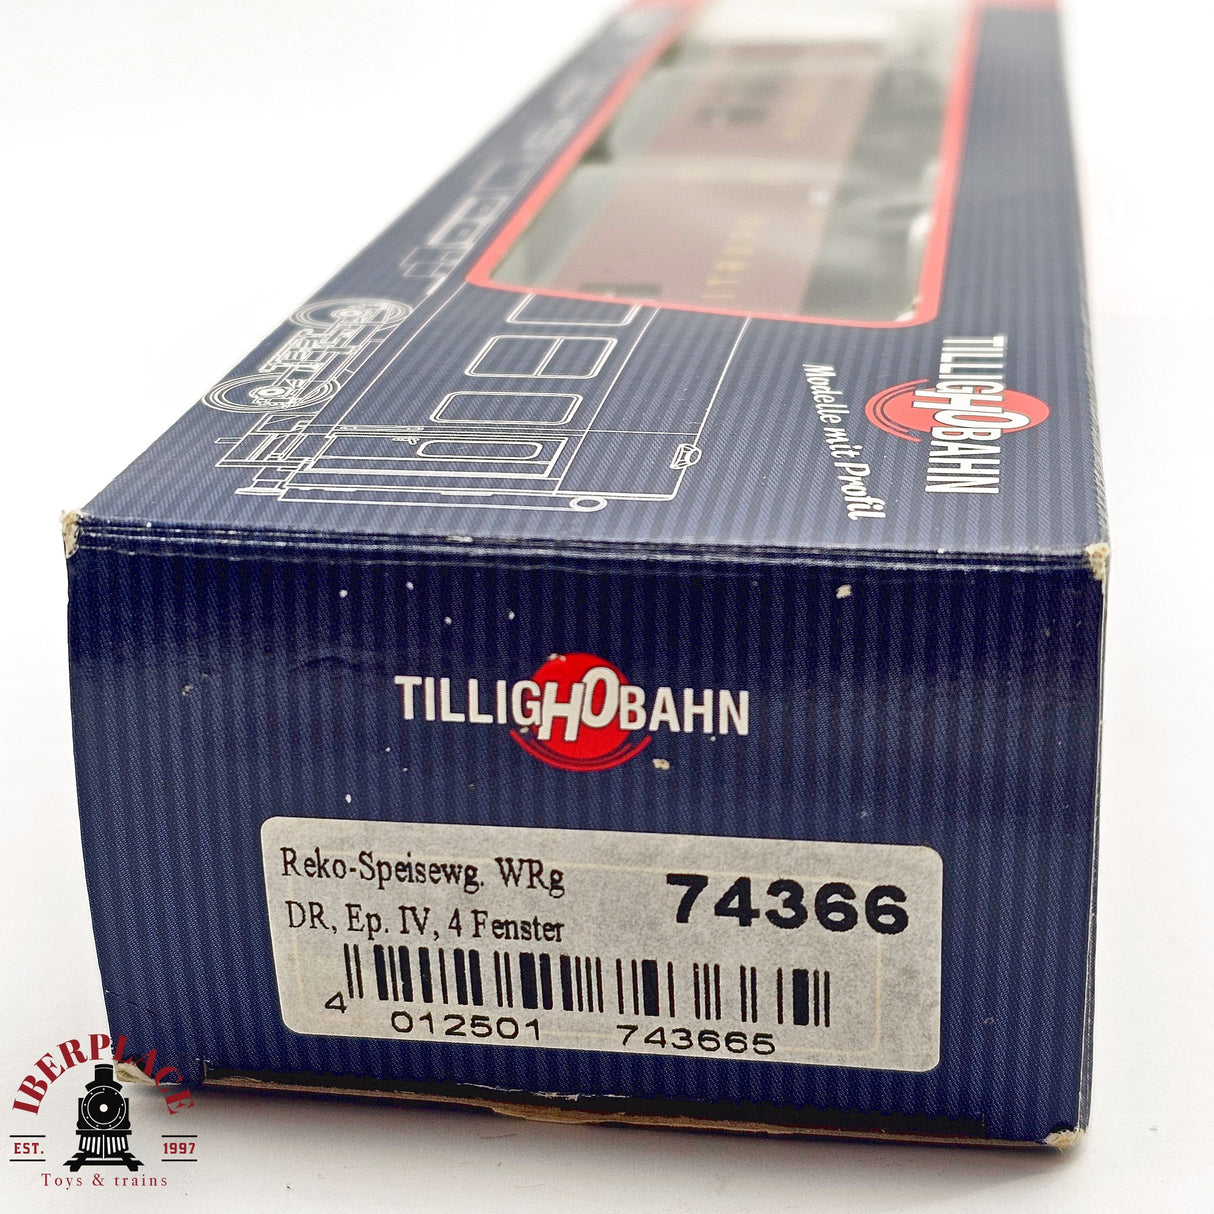 ITROPA
TILLIGHOBAHN
Modelle mit Profil
TILLIGHOBAHN
Reko-Speisewg. WRg
DR, Ep. IV, 4 Fenster
74366
4 012501 743665
IBERPLACE
EST. 1997
Toys & trains